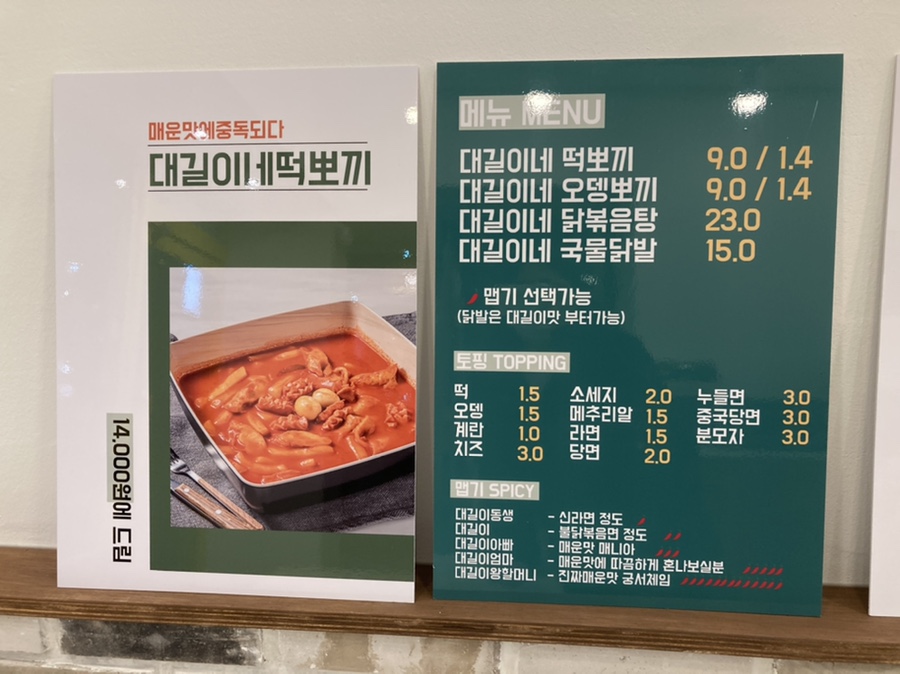 매운맛에중독되다
대길이네떡뽀끼
14,000원에 드림
메뉴 MENU
대길이네 떡뽀끼 9.0 / 1.4
대길이네 오뎅뽀끼 9.0 / 1.4
대길이네 닭볶음탕 23.0
대길이네 국물닭발 15.0
맵기 선택가능
(닭발은 대길이맛 부터가능)
토핑 TOPPING
떡 1.5 소세지 2.0 누들면 3.0
오뎅 1.5 메추리알 1.5 중국당면 3.0
계란 1.0 라면 1.5 분모자 3.0
치즈 3.0 당면 2.0
맵기 SPICY
대길이동생 - 신라면 정도
대길이 - 불닭볶음면 정도
대길이아빠 - 매운맛 매니아
대길이엄마 - 매운맛에 따끔하게 혼나보실분
대길이왕할머니 - 진짜매운맛 궁서체임